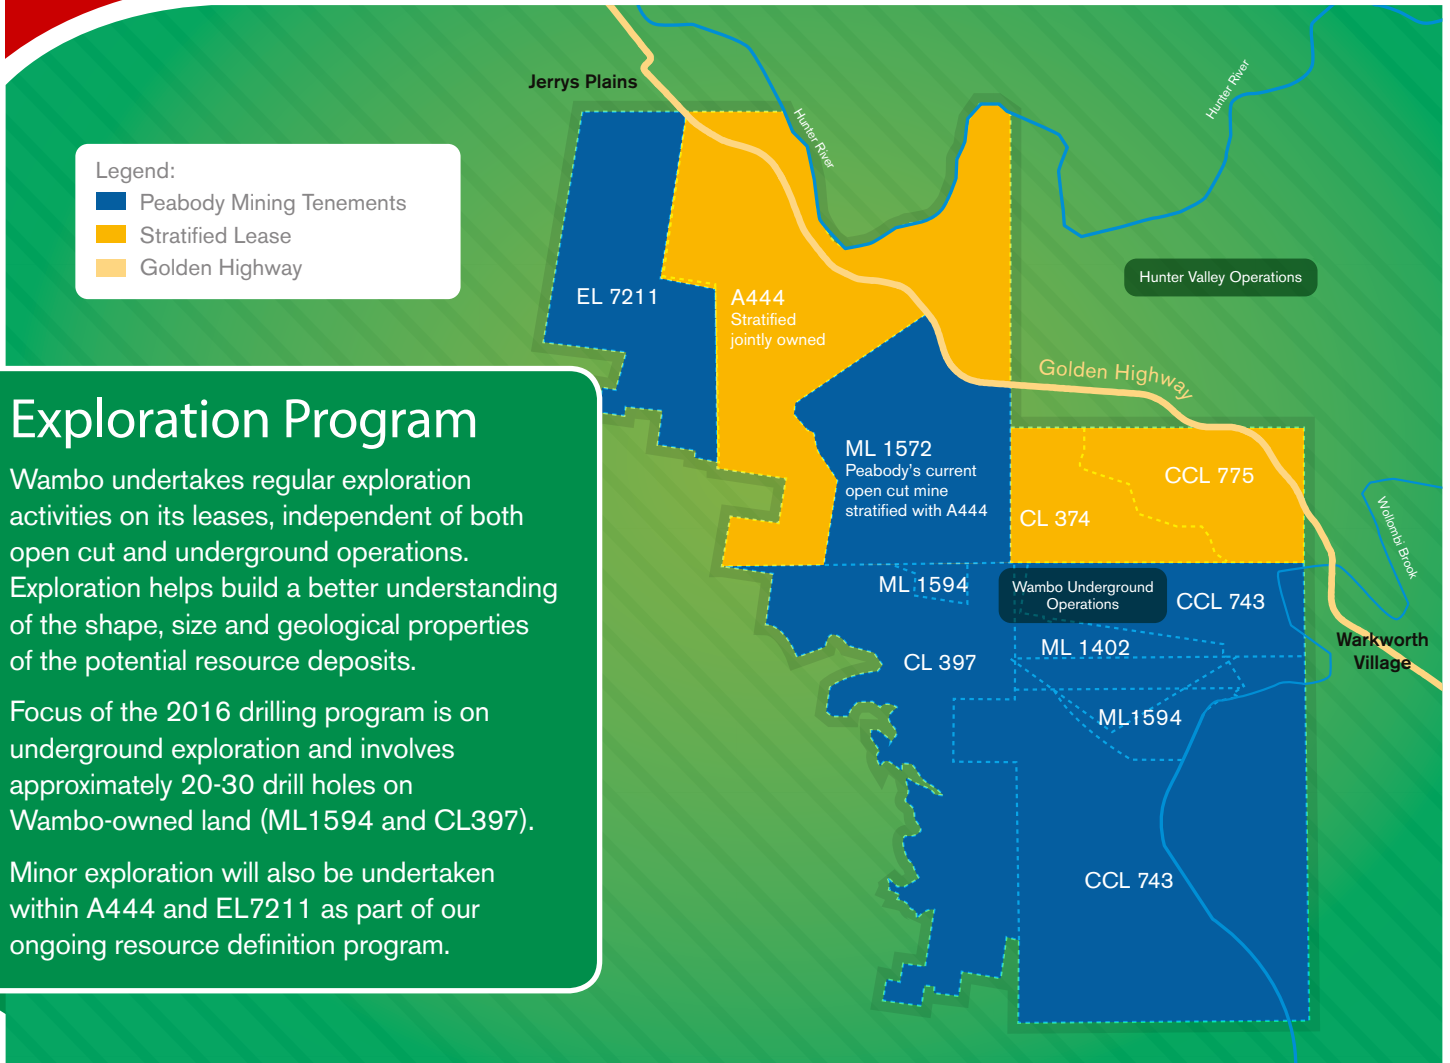 Jerrys Plains
Hunter River
Hunter River
Legend:
Peabody Mining Tenements
Stratified Lease
Golden Highway
Hunter Valley Operations
EL 7211
A444
Stratified
jointly owned
Golden Highway
ML 1572
Peabody's current
open cut mine
stratified with A444
CCL 775
CL 374
Wollombi Brook
ML 1594
Wambo Underground
Operations
CCL 743
ML 1402
Warkworth
Village
CL 397
ML1594
CCL 743
Exploration Program
Wambo undertakes regular exploration
activities on its leases, independent of both
open cut and underground operations.
Exploration helps build a better understanding
of the shape, size and geological properties
of the potential resource deposits.
Focus of the 2016 drilling program is on
underground exploration and involves
approximately 20-30 drill holes on
Wambo-owned land (ML1594 and CL397).
Minor exploration will also be undertaken
within A444 and EL7211 as part of our
ongoing resource definition program.